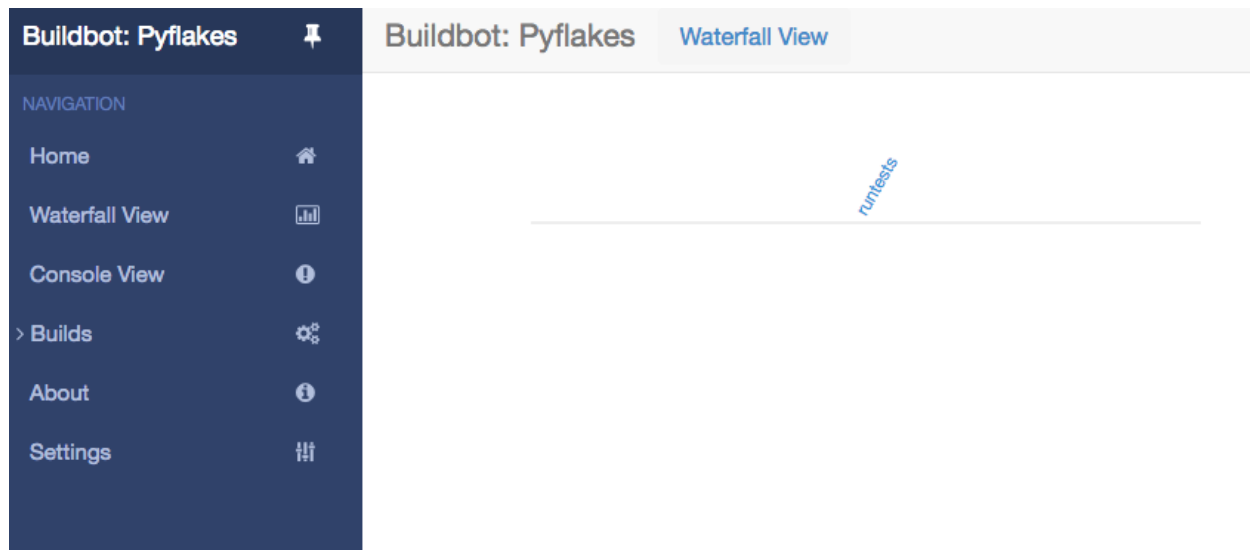 Buildbot: Pyflakes
NAVIGATION
Home
Waterfall View
Console View
Builds
About
Settings
Buildbot: Pyflakes Waterfall View
runtests